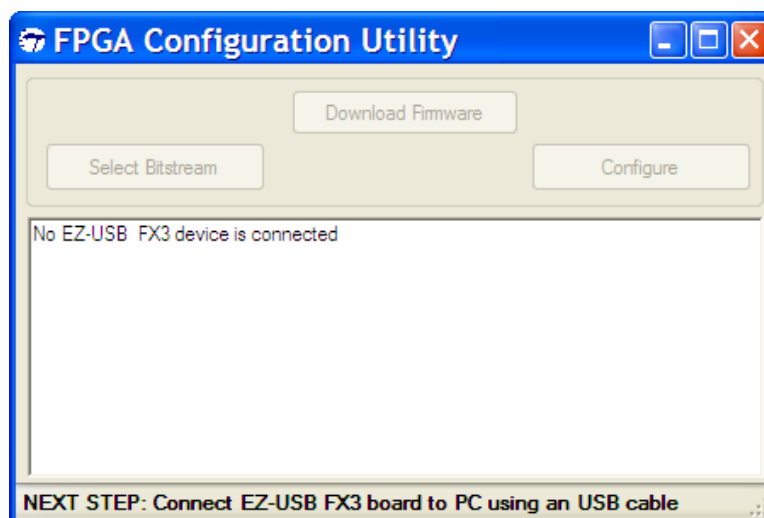 FPGA Configuration Utility
Download Firmware
Select Bitstream
Configure
No EZ-USB  FX3 device is connected
NEXT STEP: Connect EZ-USB FX3 board to PC using an USB cable